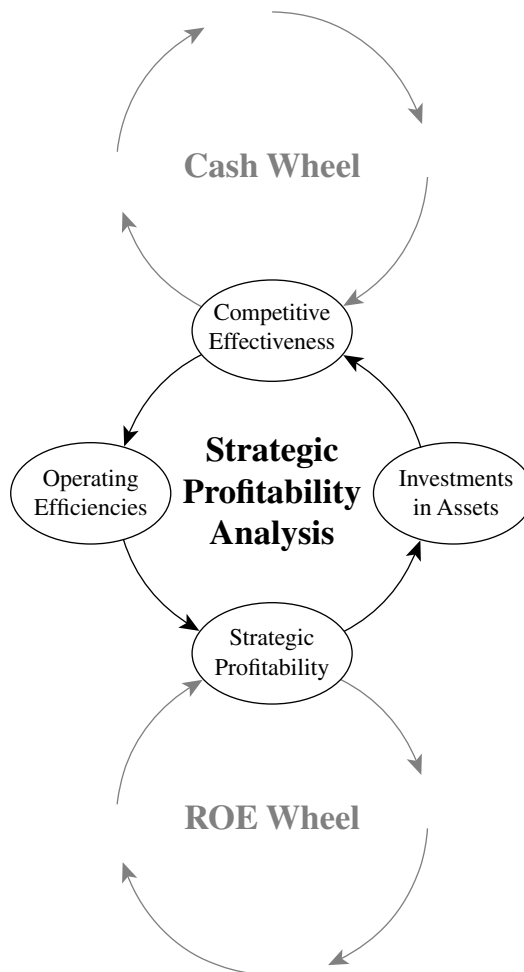 Cash Wheel
Competitive
Effectiveness
Operating
Efficiencies
Strategic
Profitability
Analysis
Investments
in Assets
Strategic
Profitability
ROE Wheel